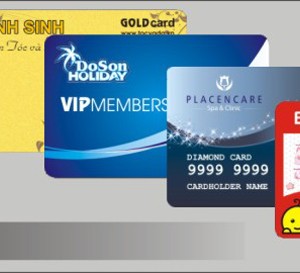 NH SINH
GOLD card
DoSon
HOLIDAY
VIP MEMBERS
PLACENCARE
Spa & Clinic
DIAMOND CARD
9999 9999
CARDHOLDER NAME